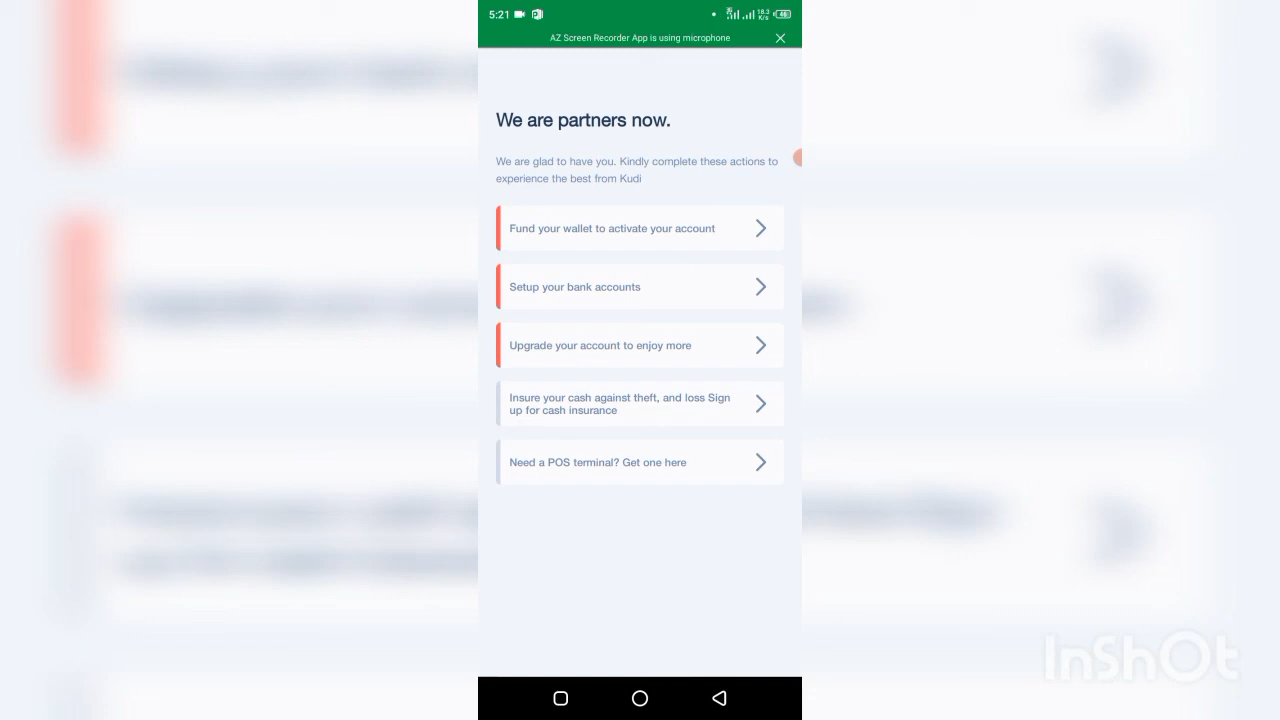 5:21
18.3
K/s
46
AZ Screen Recorder App is using microphone
We are partners now.
We are glad to have you. Kindly complete these actions to
experience the best from Kudi
Fund your wallet to activate your account
Setup your bank accounts
Upgrade your account to enjoy more
Insure your cash against theft, and loss Sign
up for cash insurance
Need a POS terminal? Get one here
InShOt